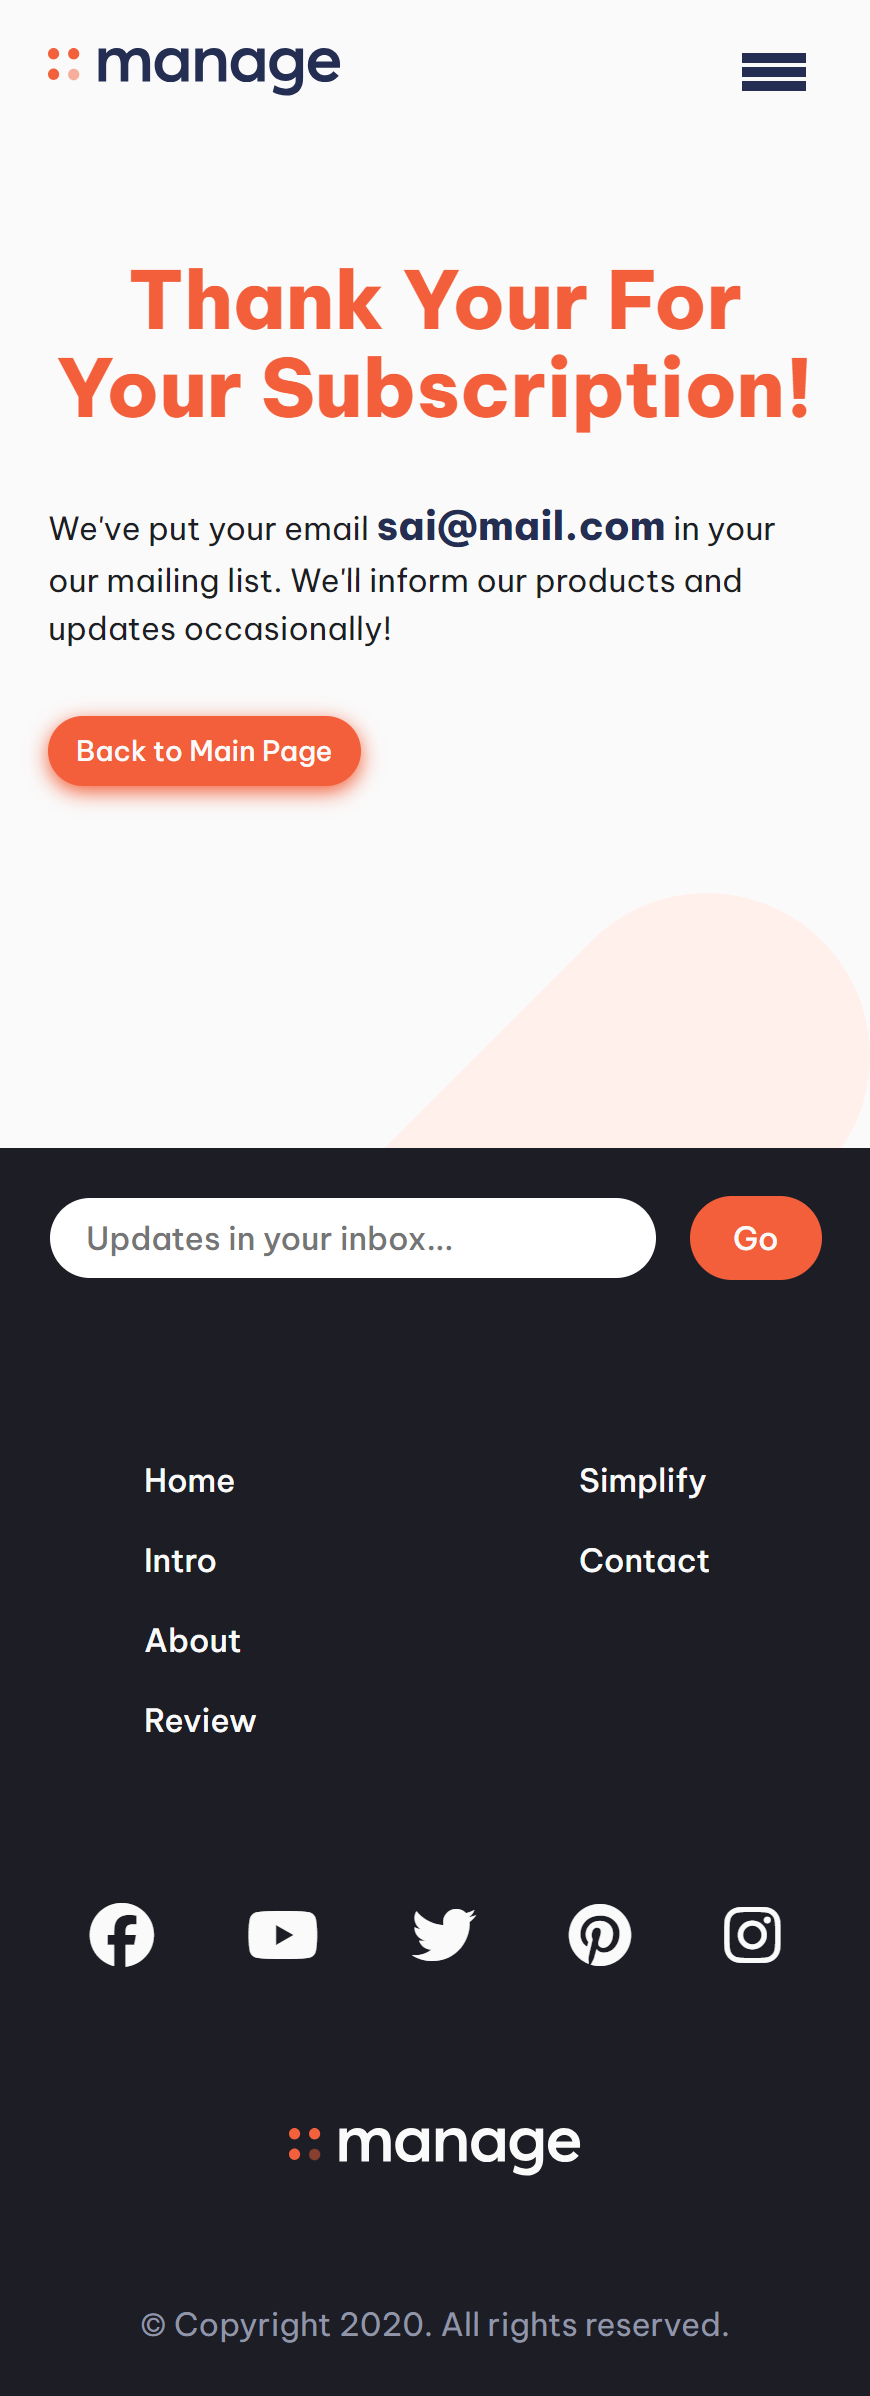 manage
Thank Your For
Your Subscription!
We've put your email sai@mail.com in your
our mailing list. We'll inform our products and
updates occasionally!
Back to Main Page
Updates in your inbox...
Go
Home
Simplify
Intro
Contact
About
Review
manage
© Copyright 2020. All rights reserved.